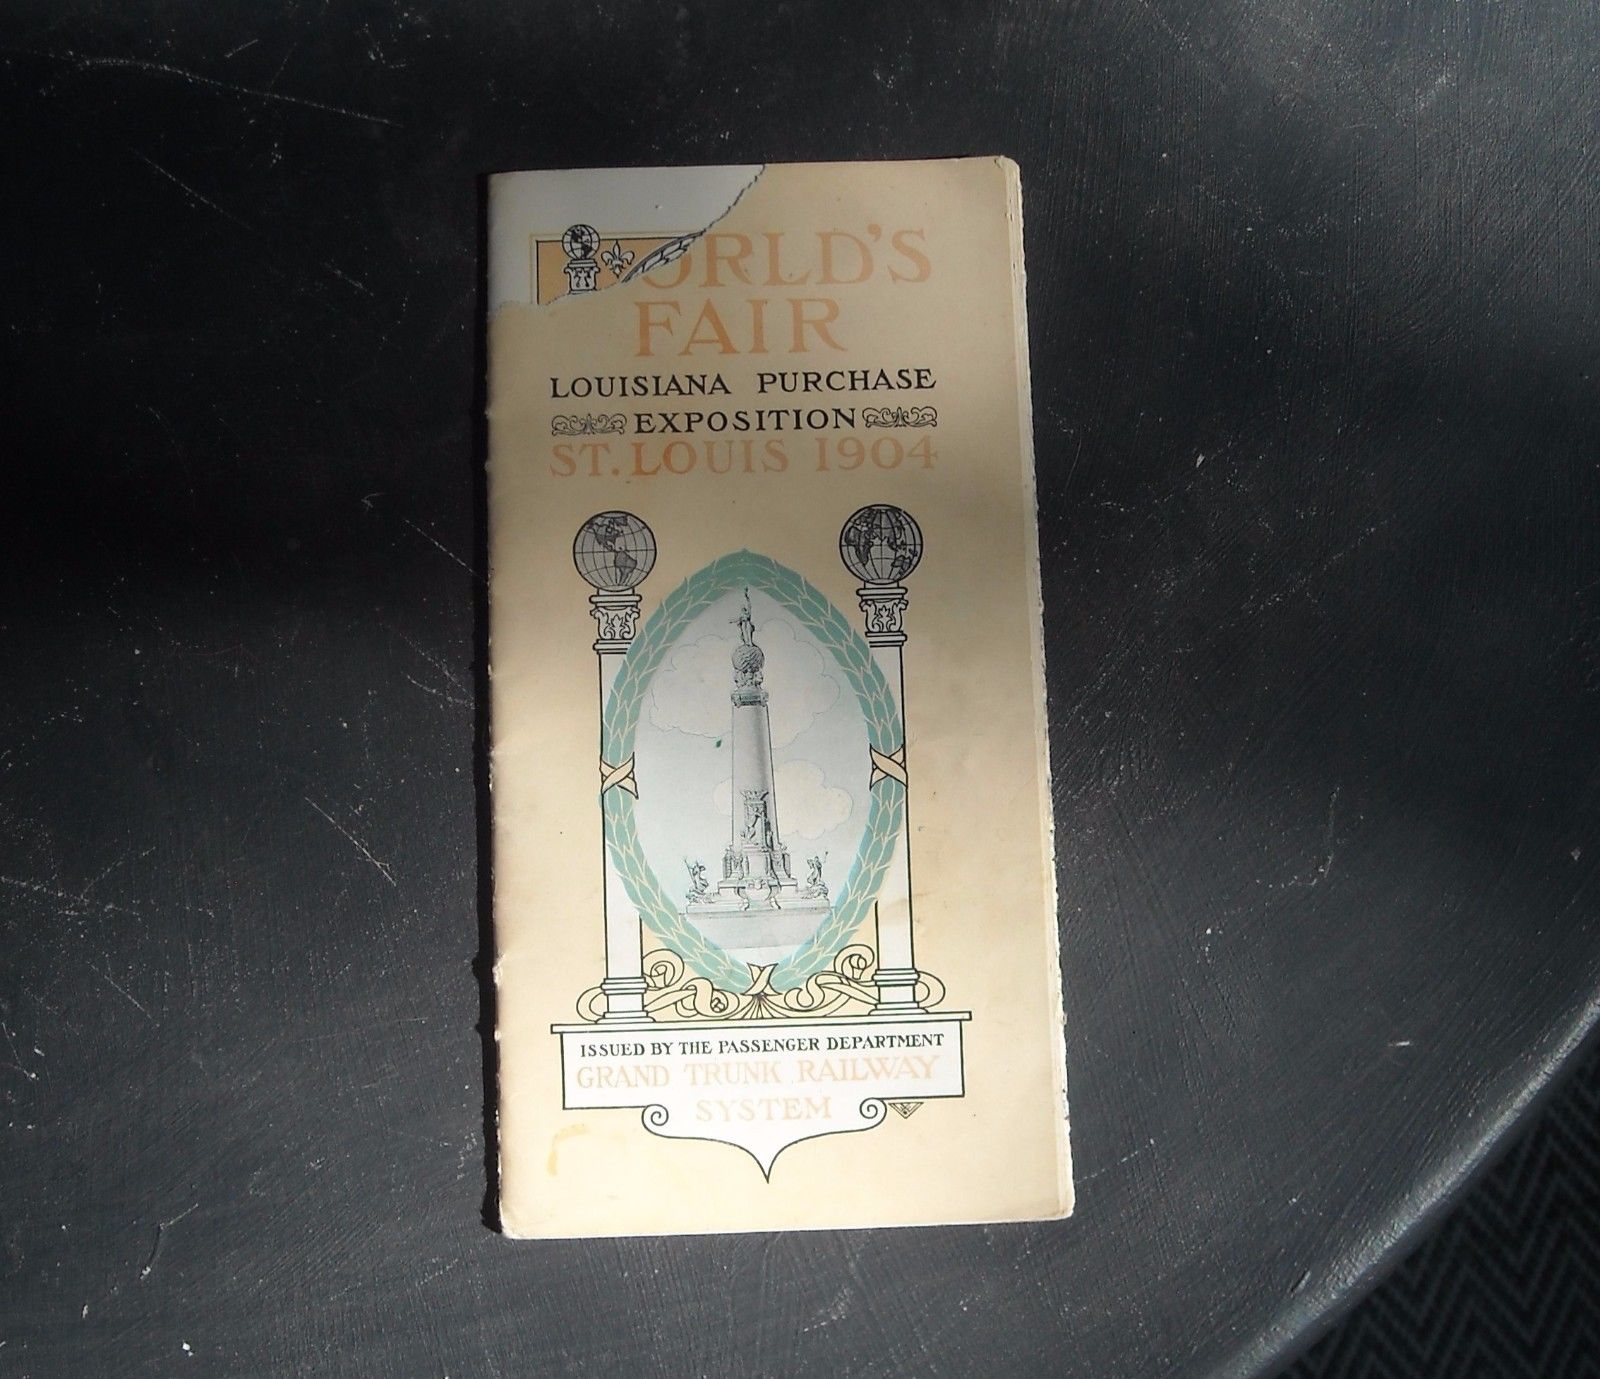 ORLD'S
FAIR
LOUISIANA PURCHASE
EXPOSITION
ST. LOUIS 1904
ISSUED BY THE PASSENGER DEPARTMENT
GRAND TRUNK RAILWAY
SYSTEM